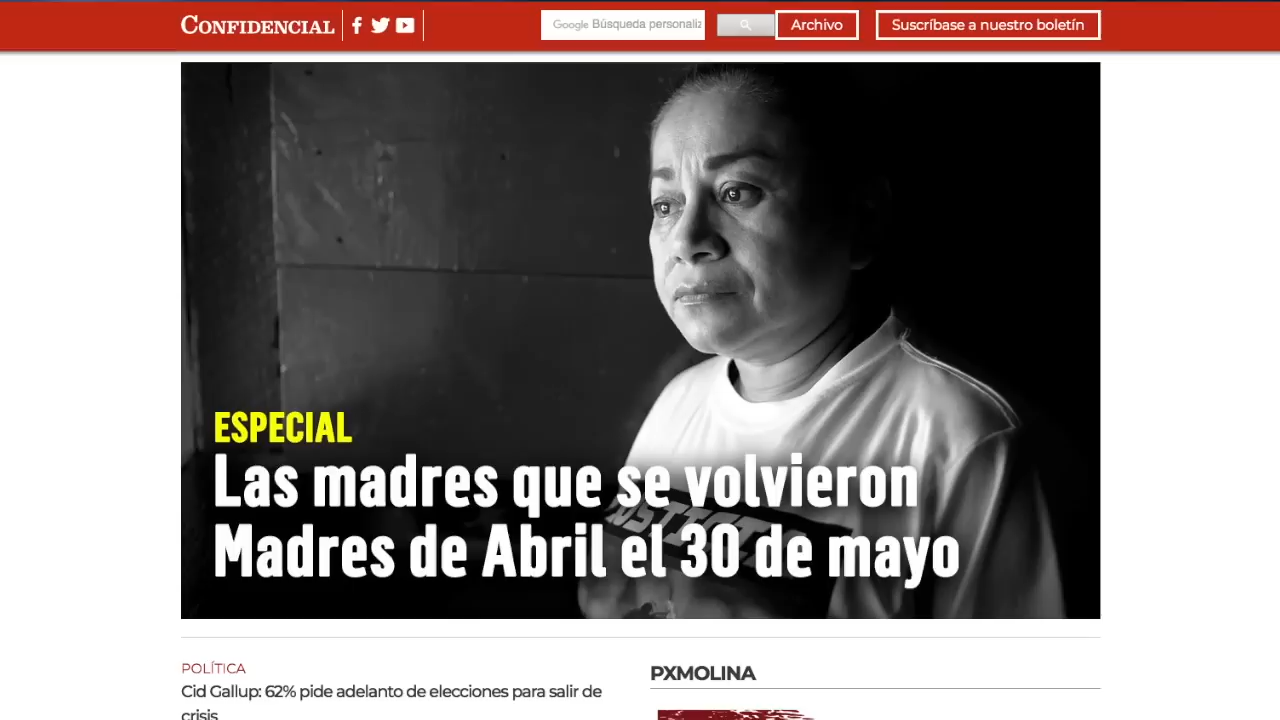 CONFIDENCIAL
Google Búsqueda personaliz
Archivo
Suscríbase a nuestro boletín
ESPECIAL
Las madres que se volvieron
Madres de Abril el 30 de mayo
POLÍTICA
Cid Gallup: 62% pide adelanto de elecciones para salir de
crisis
PXMOLINA